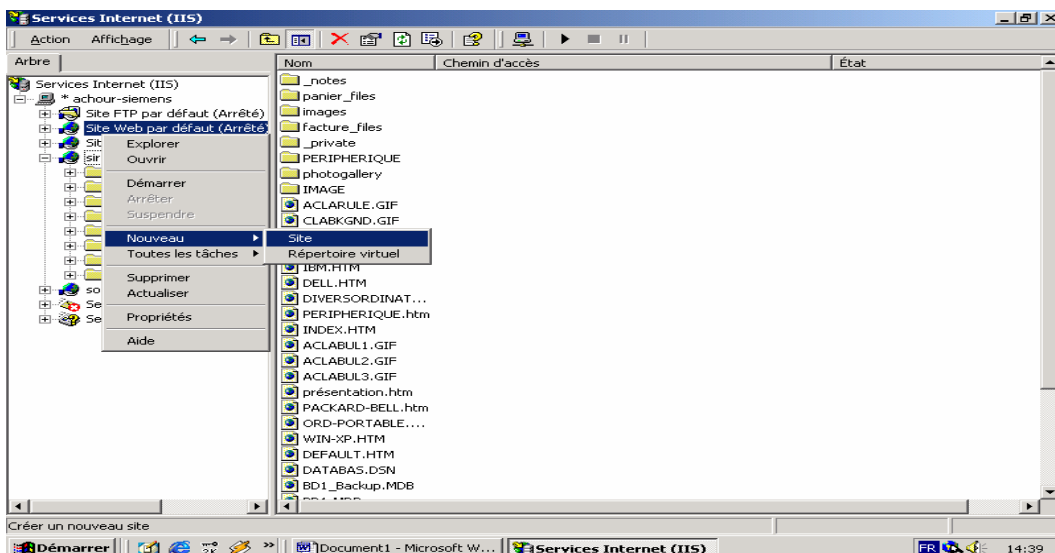 Services Internet (IIS)
Action Affichage
Arbre
Nom Chemin d'accès État
Services Internet (IIS)
* achour-siemens
Site FTP par défaut (Arrêté)
Site Web par défaut (Arrêté)
Sit
sir
so
Se
Se
Explorer
Ouvrir
Démarrer
Arrêter
Suspendre
Nouveau
Toutes les tâches
Supprimer
Actualiser
Propriétés
Aide
Site
Répertoire virtuel
_notes
panier_files
images
facture_files
_private
PERIPHERIQUE
photogallery
IMAGE
ACLARULE.GIF
CLABKGND.GIF
IBM.HTM
DELL.HTM
DIVERSORDINAT...
PERIPHERIQUE.htm
INDEX.HTM
ACLABUL1.GIF
ACLABUL2.GIF
ACLABUL3.GIF
présentation.htm
PACKARD-BELL.htm
ORD-PORTABLE....
WIN-XP.HTM
DEFAULT.HTM
DATABAS.DSN
BD1_Backup.MDB
Créer un nouveau site
Démarrer » Document1 - Microsoft W... Services Internet (IIS) FR 14:39